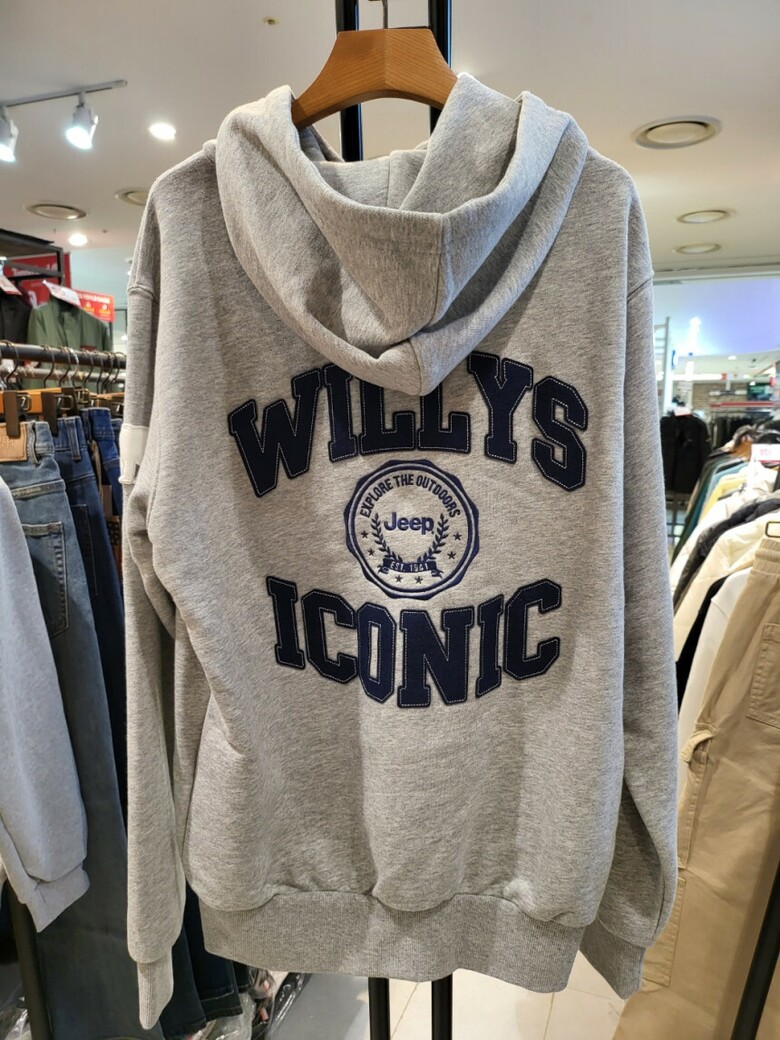 WILLYS
EXPLORE THE OUTDOORS
Jeep
EST. 1941
ICONIC